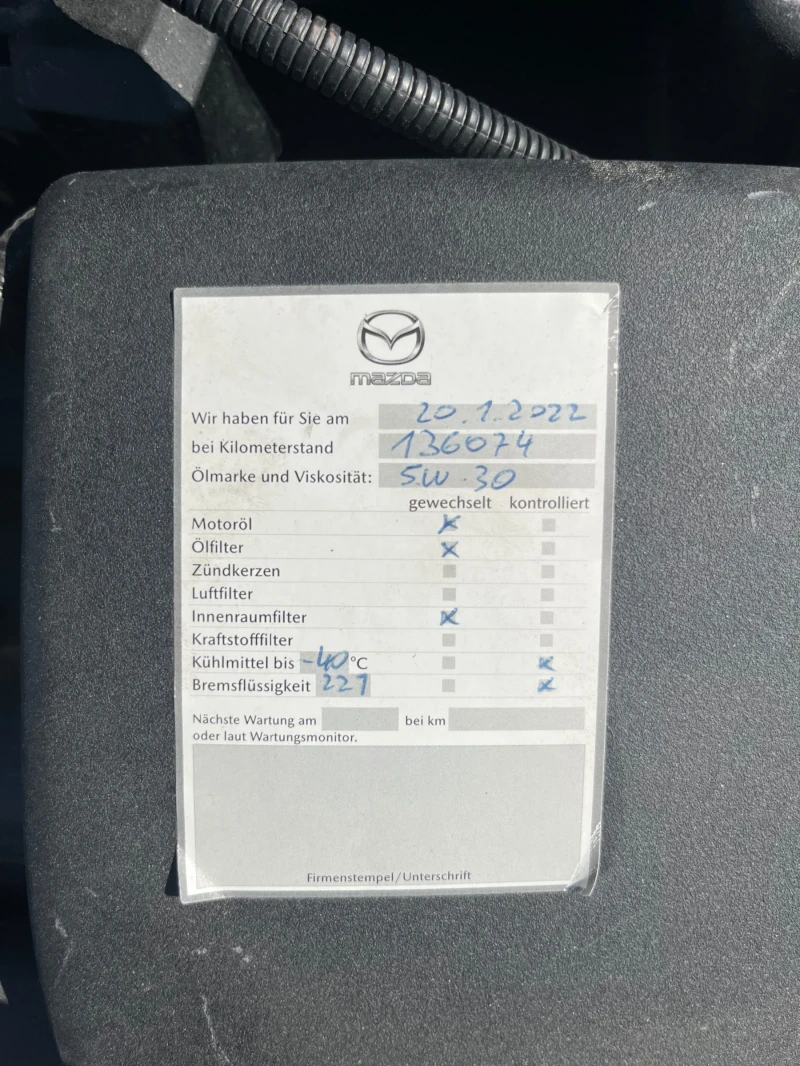 mazda
Wir haben für Sie am 20.1.2022
bei Kilometerstand 136074
Ölmarke und Viskosität: 5W-30
gewechselt kontrolliert
Motoröl
Ölfilter
Zündkerzen
Luftfilter
Innenraumfilter
Kraftstofffilter
Kühlmittel bis -40 °C
Bremsflüssigkeit 221
Nächste Wartung am bei km
oder laut Wartungsmonitor.
Firmenstempel/Unterschrift